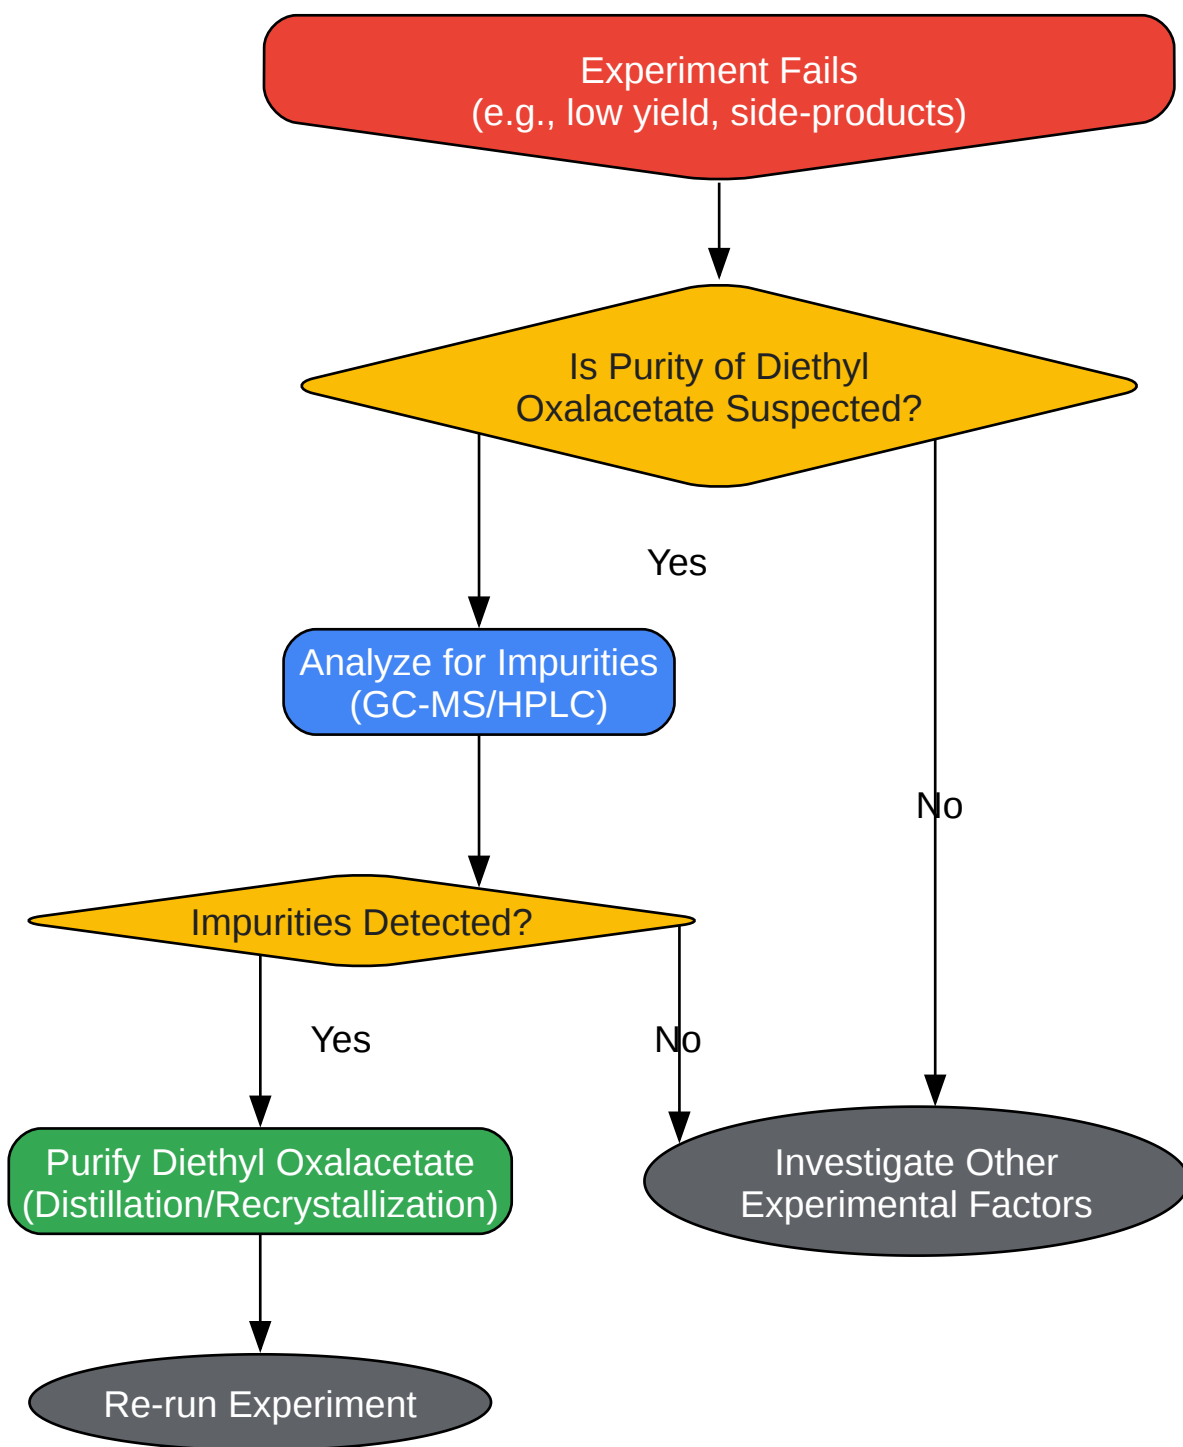 Experiment Fails
(e.g., low yield, side-products)
Is Purity of Diethyl
Oxalacetate Suspected?
Yes
Analyze for Impurities
(GC-MS/HPLC)
No
Impurities Detected?
Yes
No
Purify Diethyl Oxalacetate
(Distillation/Recrystallization)
Investigate Other
Experimental Factors
Re-run Experiment